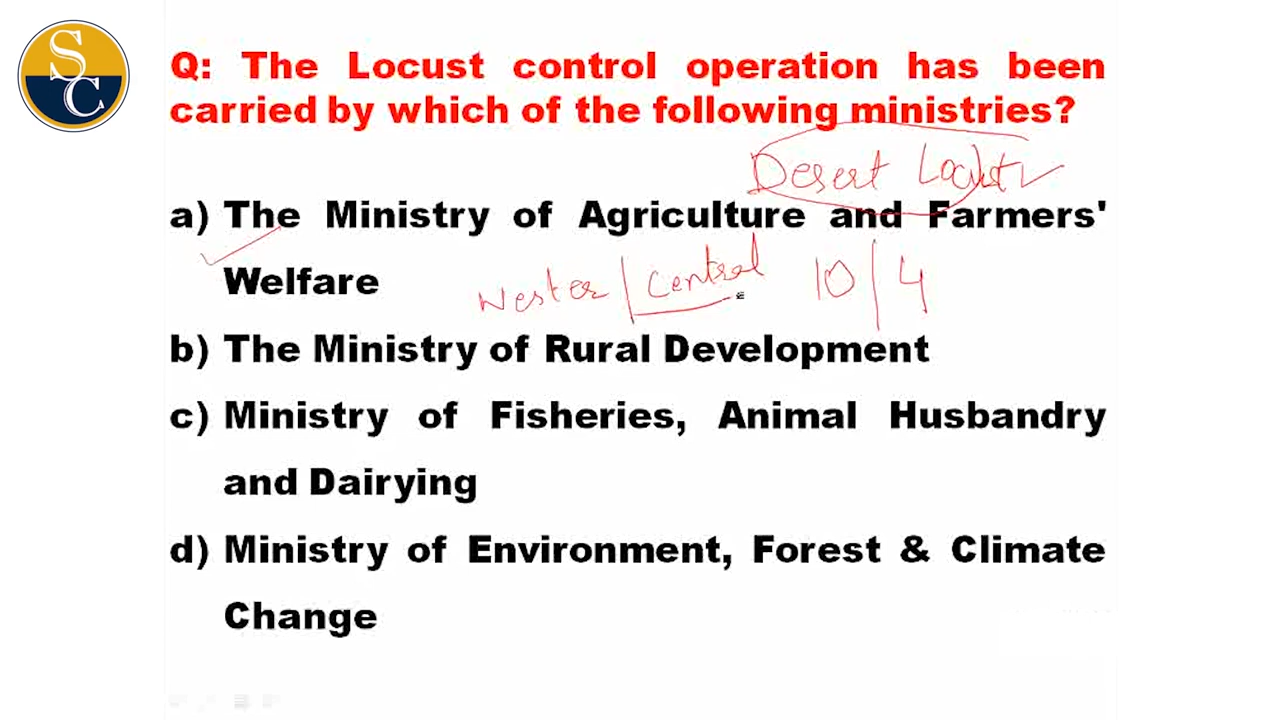 SC
Q: The Locust control operation has been
carried by which of the following ministries?
Desert Locust
a) The Ministry of Agriculture and Farmers'
Welfare
Wester | Central 10 | 4
b) The Ministry of Rural Development
c) Ministry of Fisheries, Animal Husbandry
and Dairying
d) Ministry of Environment, Forest & Climate
Change